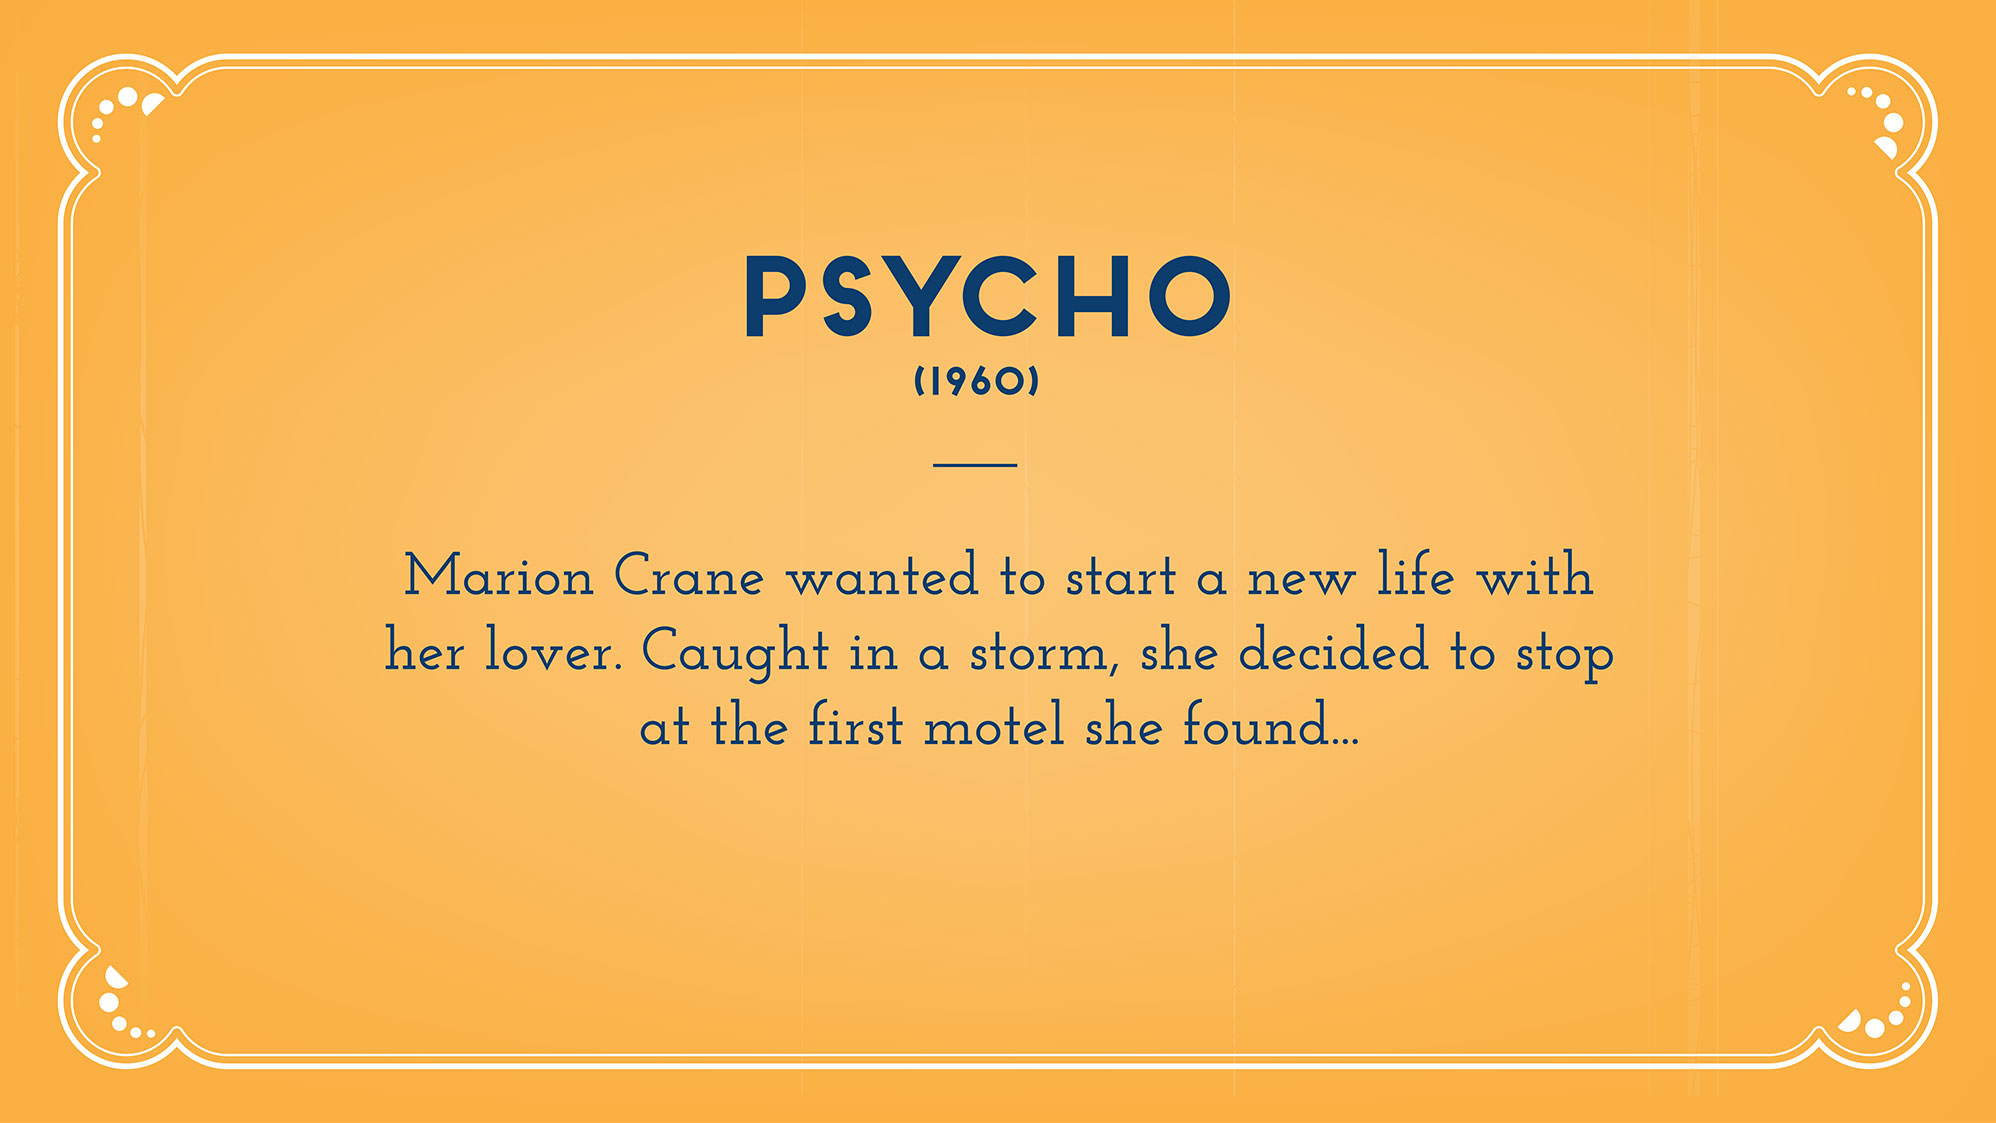 PSYCHO
(1960)
Marion Crane wanted to start a new life with
her lover. Caught in a storm, she decided to stop
at the first motel she found...